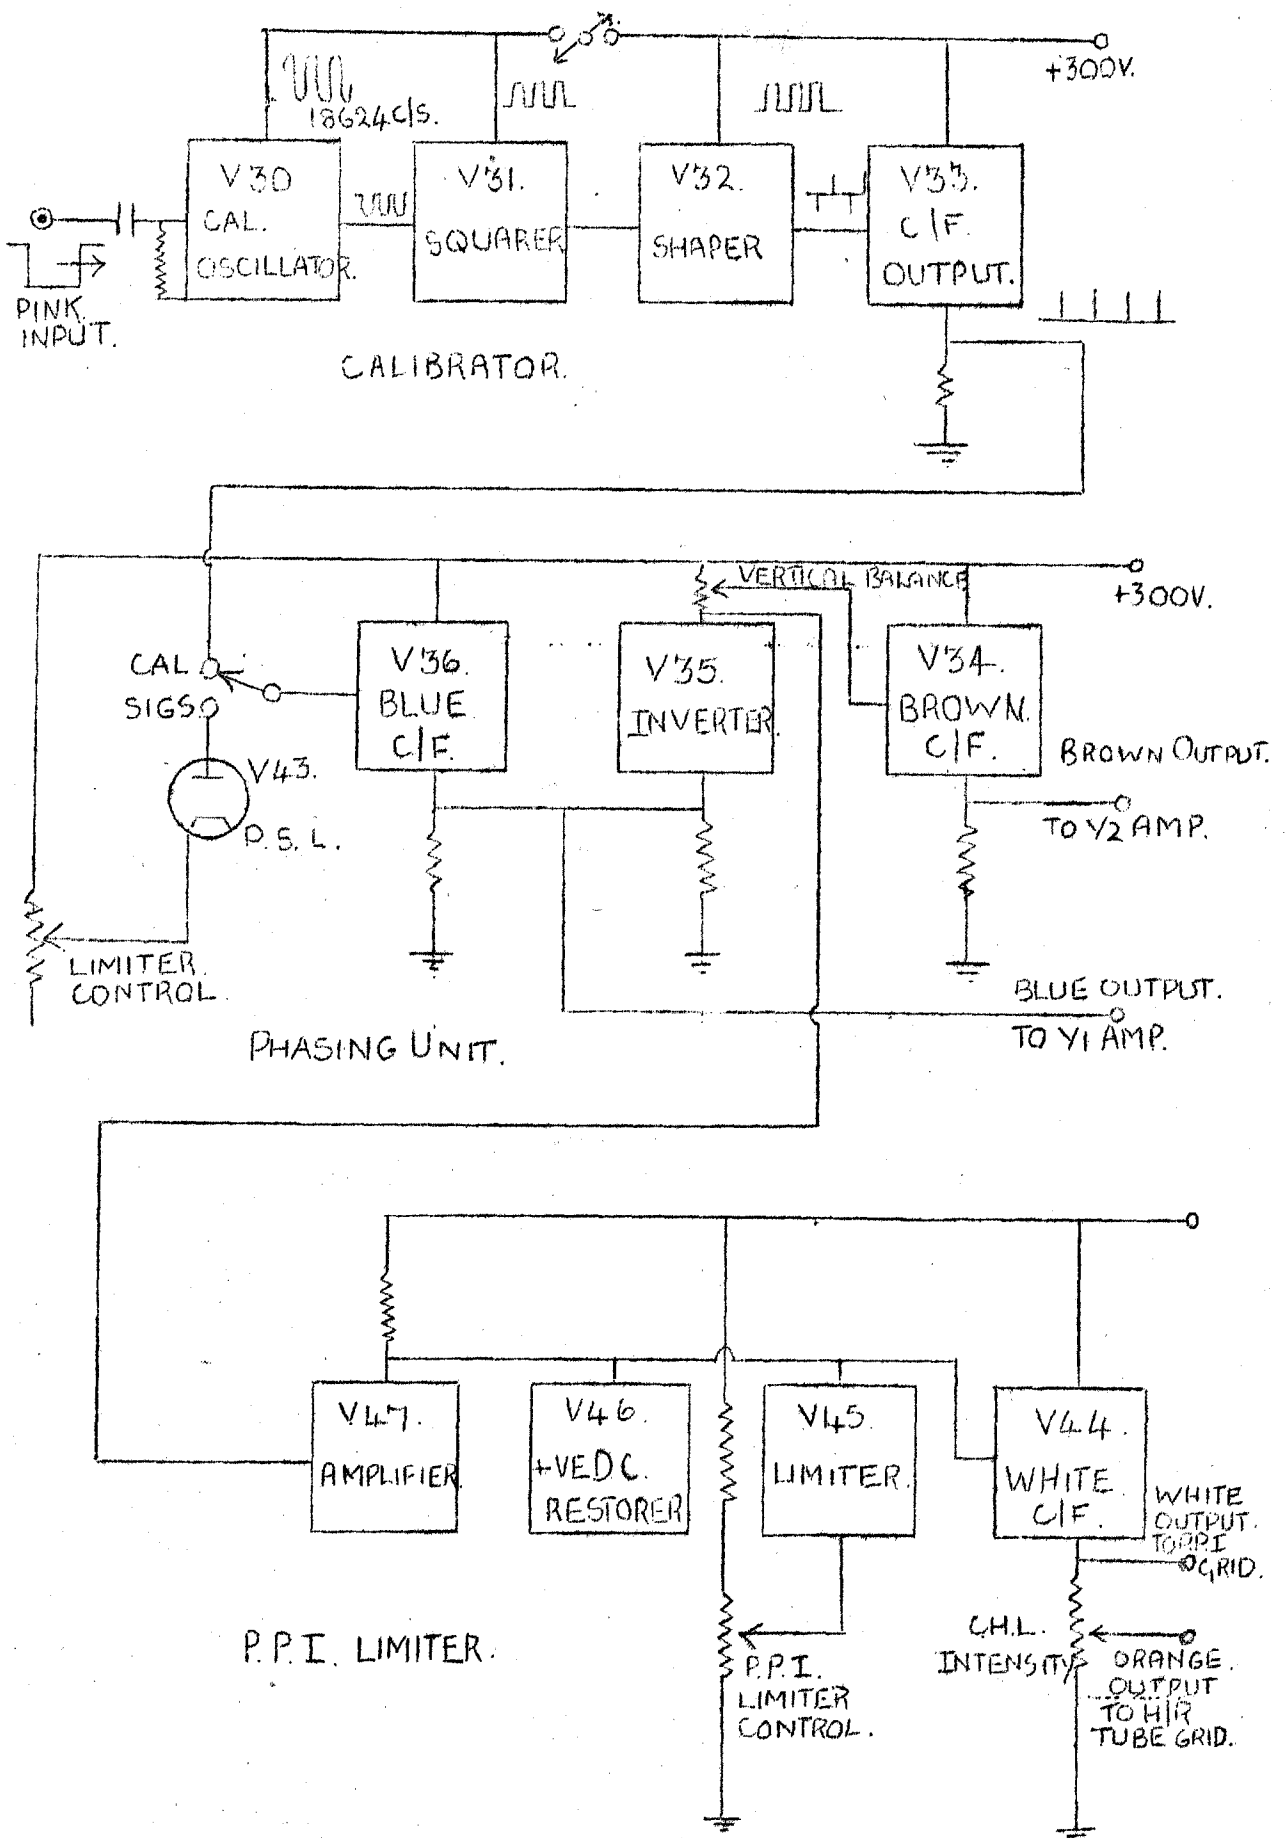 +300V.
18624 C/S.
V30
CAL.
OSCILLATOR.
V31.
SQUARER
V32.
SHAPER
V33.
C/F.
OUTPUT.
PINK
INPUT.
CALIBRATOR.
VERTICAL BALANCE
+300V.
CAL
SIGS.
V36.
BLUE
C/F.
V35.
INVERTER.
V34.
BROWN.
C/F.
BROWN OUTPUT.
TO Y2 AMP.
V43.
P.S.L.
LIMITER.
CONTROL.
BLUE OUTPUT.
TO Y1 AMP.
PHASING UNIT.
V47.
AMPLIFIER
V46.
+VE D.C.
RESTORER
V45.
LIMITER.
V44.
WHITE
C/F.
WHITE
OUTPUT.
TO P.P.I
GRID.
P.P.I. LIMITER.
P.P.I.
LIMITER
CONTROL.
C.H.L.
INTENSITY
ORANGE.
OUTPUT
TO H/R
TUBE GRID.